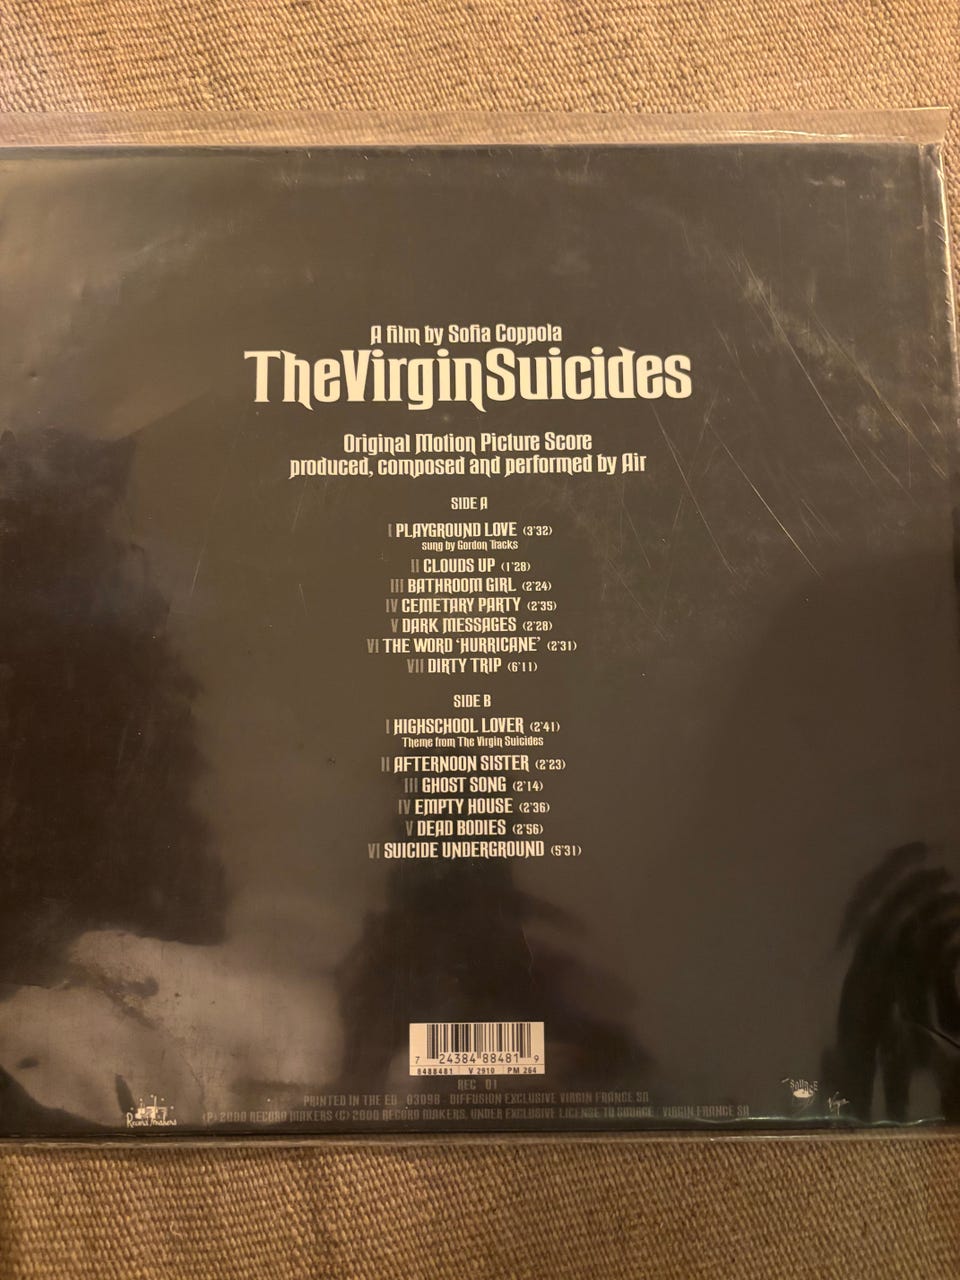 A film by Sofia Coppola
TheVirginSuicides
Original Motion Picture Score
produced, composed and performed by Air
SIDE A
I PLAYGROUND LOVE (3'32)
sung by Gordon Tracks
II CLOUDS UP (1'28)
III BATHROOM GIRL (2'24)
IV CEMETARY PARTY (2'35)
V DARK MESSAGES (2'28)
VI THE WORD 'HURRICANE' (2'31)
VII DIRTY TRIP (6'11)
SIDE B
I HIGHSCHOOL LOVER (2'41)
Theme from The Virgin Suicides
II AFTERNOON SISTER (2'23)
III GHOST SONG (2'14)
IV EMPTY HOUSE (2'36)
V DEAD BODIES (2'56)
VI SUICIDE UNDERGROUND (5'31)
7 24384 88481 9
8488481 V 2910 PM 264
REC 01
PRINTED IN THE EU 03098 DIFFUSION EXCLUSIVE VIRGIN FRANCE SA
(P) 2000 RECORD MAKERS (C) 2000 RECORD MAKERS, UNDER EXCLUSIVE LICENSE TO SOURCE / VIRGIN FRANCE SA
Record Makers
SOURCE
Virgin